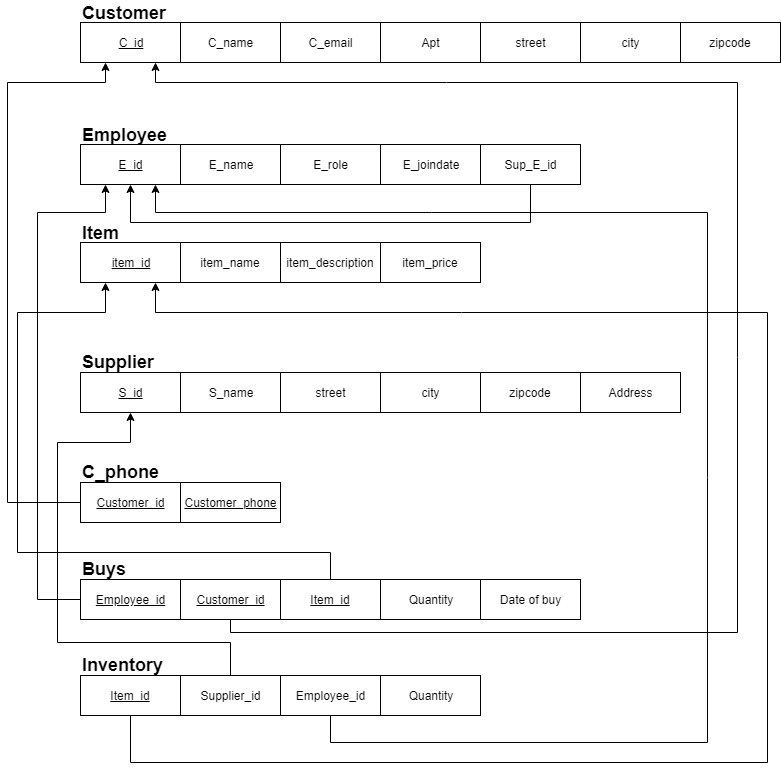 Customer
C_id C_name C_email Apt street city zipcode
Employee
E_id E_name E_role E_joindate Sup_E_id
Item
item_id item_name item_description item_price
Supplier
S_id S_name street city zipcode Address
C_phone
Customer_id Customer_phone
Buys
Employee_id Customer_id Item_id Quantity Date of buy
Inventory
Item_id Supplier_id Employee_id Quantity